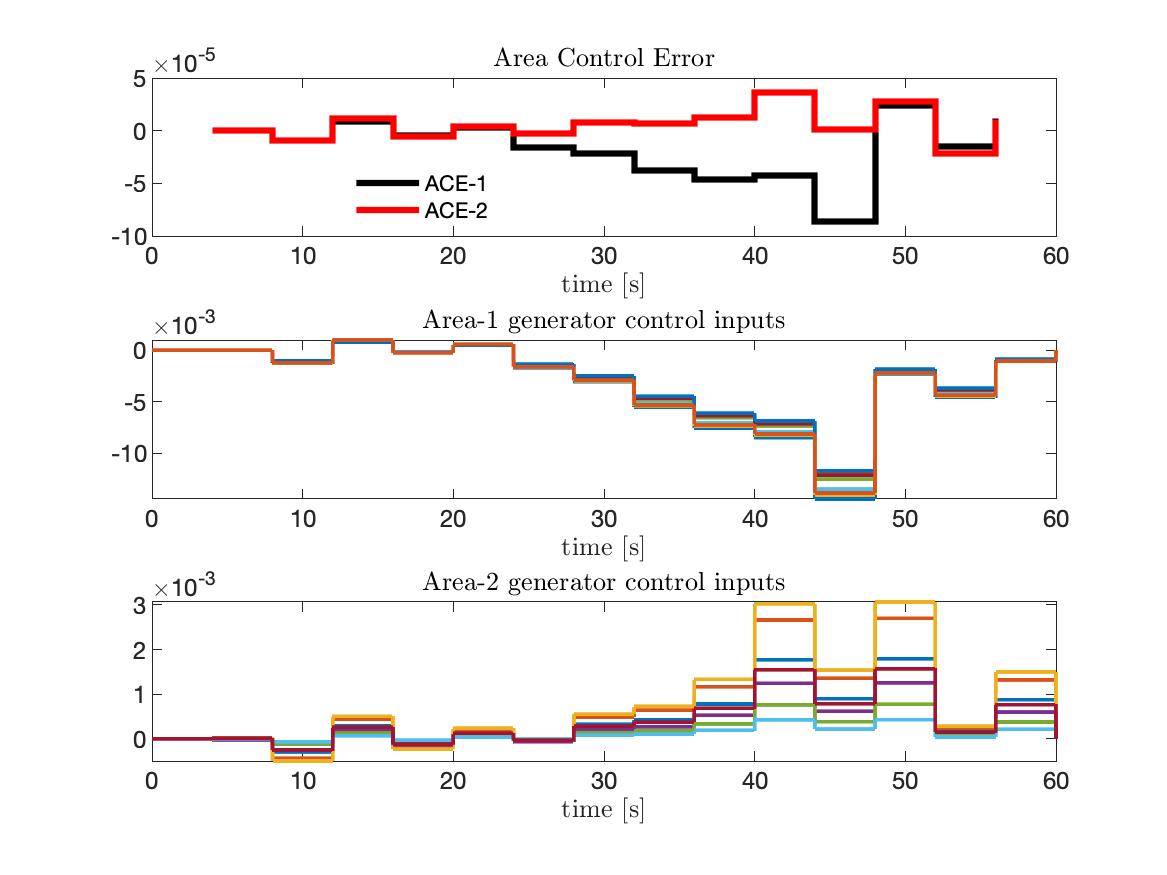 ×10-5
Area Control Error
5
0
-5
-10
ACE-1
ACE-2
0 10 20 30 40 50 60
time [s]
×10-3
Area-1 generator control inputs
0
-5
-10
0 10 20 30 40 50 60
time [s]
×10-3
Area-2 generator control inputs
3
2
1
0
0 10 20 30 40 50 60
time [s]